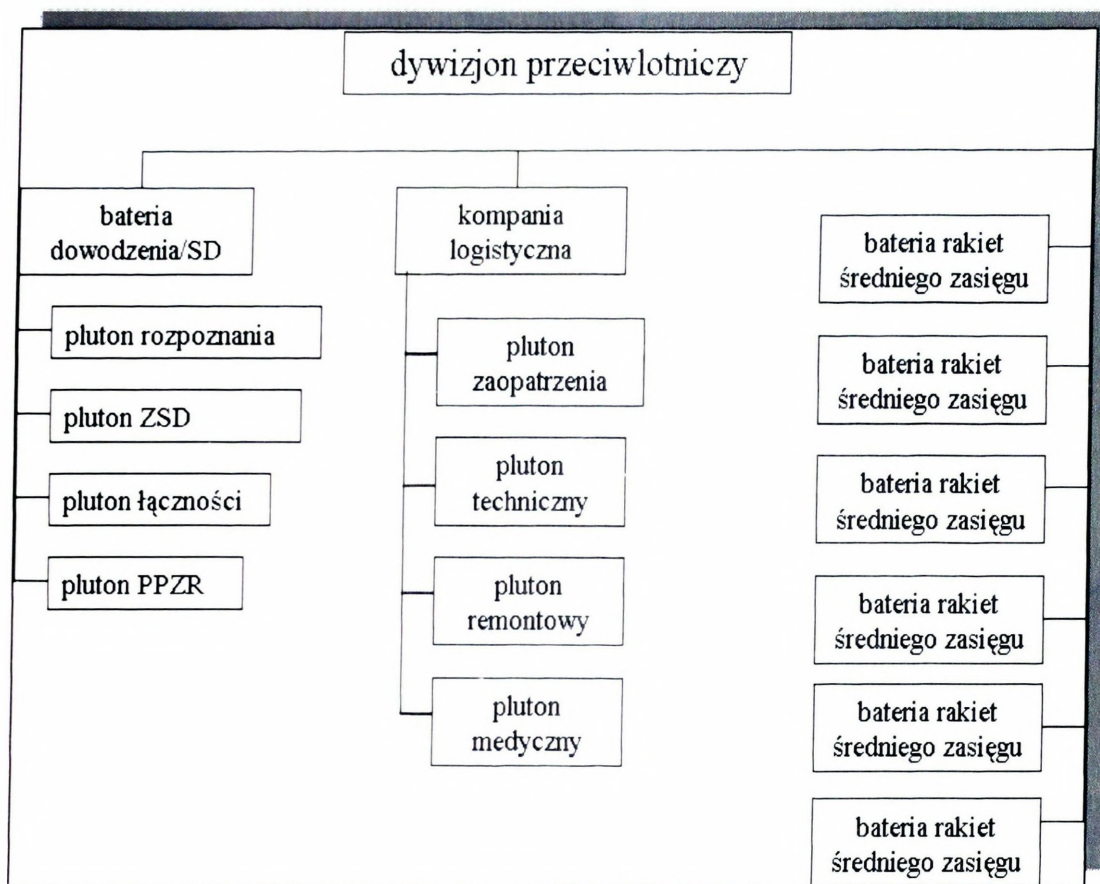 dywizjon przeciwlotniczy
bateria
dowodzenia/SD
pluton rozpoznania
pluton ZSD
pluton łączności
pluton PPZR
kompania
logistyczna
pluton
zaopatrzenia
pluton
techniczny
pluton
remontowy
pluton
medyczny
bateria rakiet
średniego zasięgu
bateria rakiet
średniego zasięgu
bateria rakiet
średniego zasięgu
bateria rakiet
średniego zasięgu
bateria rakiet
średniego zasięgu
bateria rakiet
średniego zasięgu